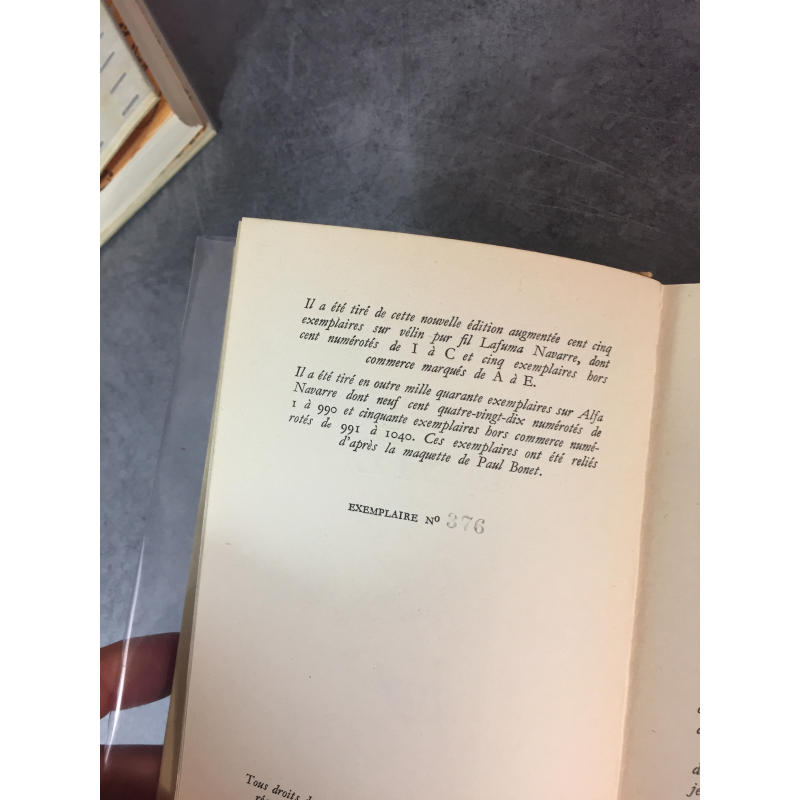 Il a été tiré de cette nouvelle édition augmentée cent cinq
exemplaires sur vélin pur fil Lafuma Navarre, dont
cent numérotés de I à C et cinq exemplaires hors
commerce marqués de A à E.
Il a été tiré en outre mille quarante exemplaires sur Alfa
Navarre dont neuf cent quatre-vingt-dix numérotés de
1 à 990 et cinquante exemplaires hors commerce numé-
rotés de 991 à 1040. Ces exemplaires ont été reliés
d'après la maquette de Paul Bonet.
EXEMPLAIRE Nº 376
Tous droits